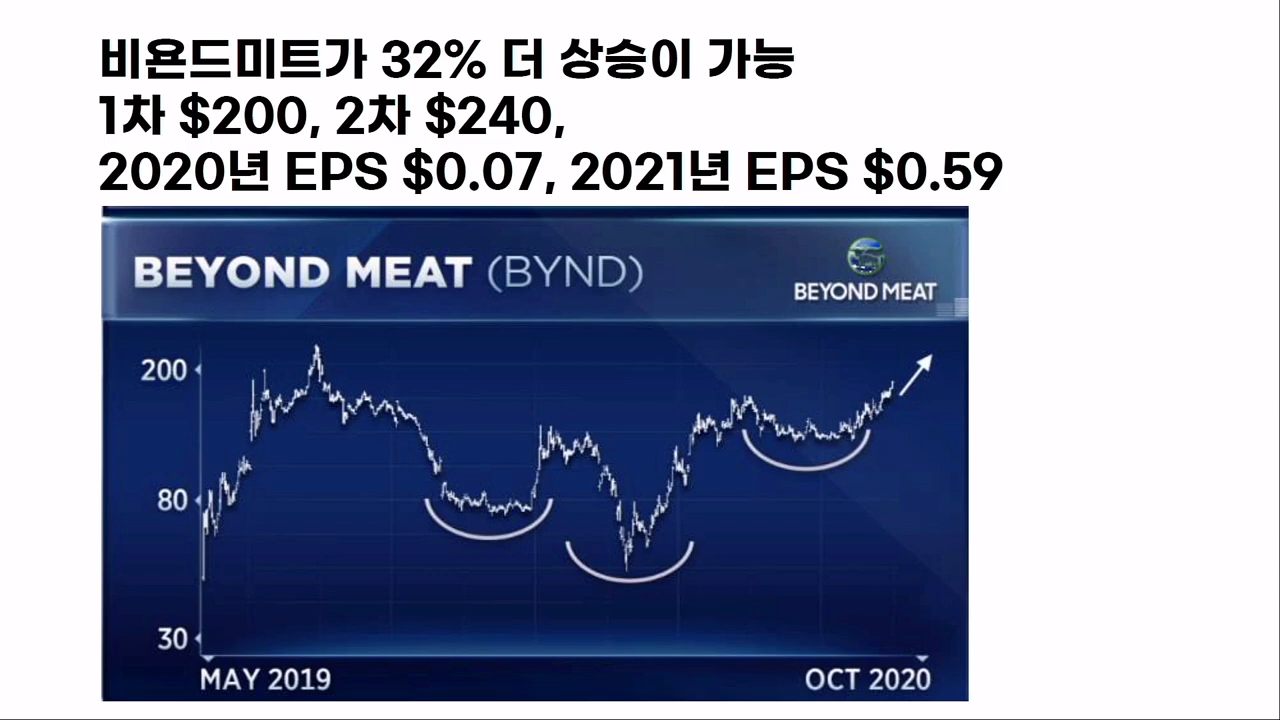 비욘드미트가 32% 더 상승이 가능
1차 $200, 2차 $240,
2020년 EPS $0.07, 2021년 EPS $0.59
BEYOND MEAT (BYND)
BEYOND MEAT
200
80
30
MAY 2019
OCT 2020